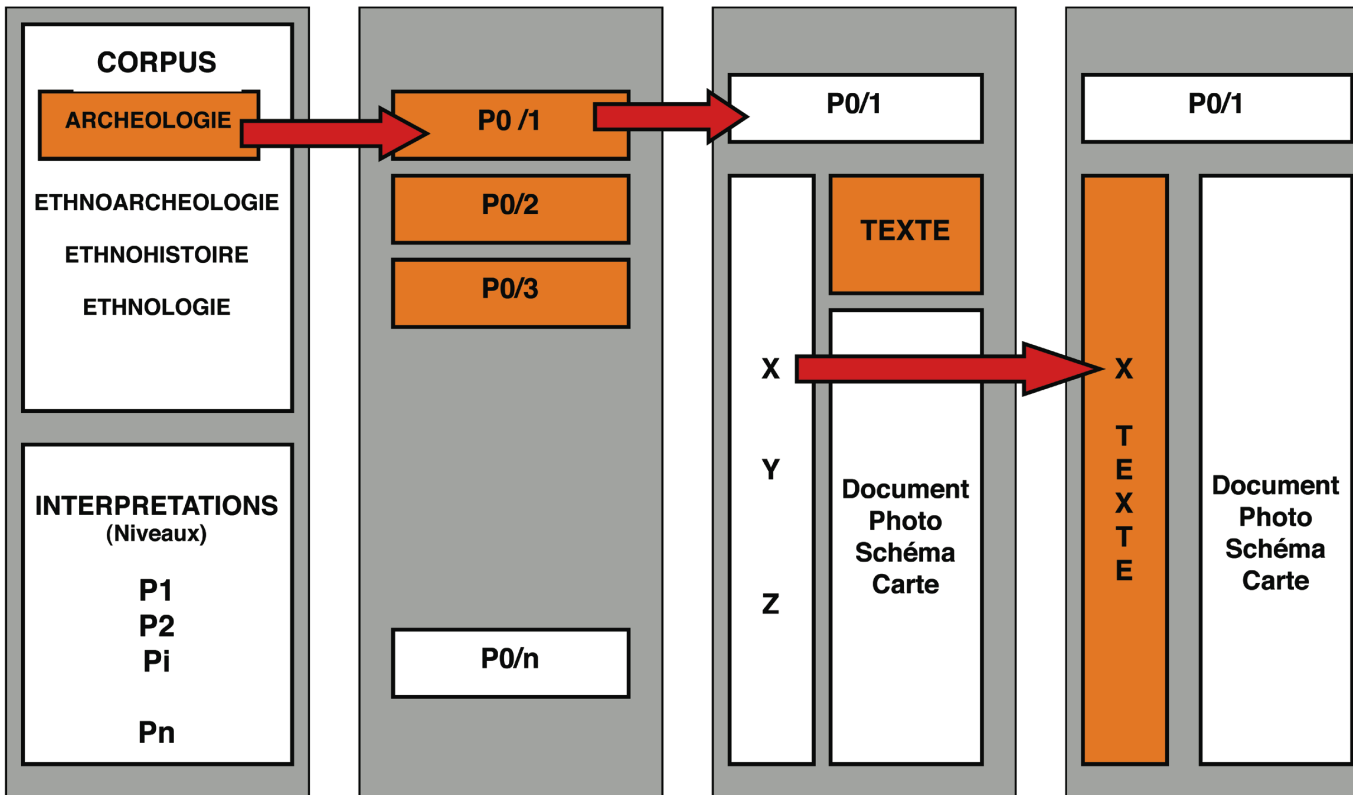 CORPUS
ARCHEOLOGIE
ETHNOARCHEOLOGIE
ETHNOHISTOIRE
ETHNOLOGIE
INTERPRETATIONS
(Niveaux)
P1
P2
Pi
Pn
P0 /1
P0/2
P0/3
P0/n
P0/1
X
Y
Z
TEXTE
Document
Photo
Schéma
Carte
P0/1
X
T
E
X
T
E
Document
Photo
Schéma
Carte